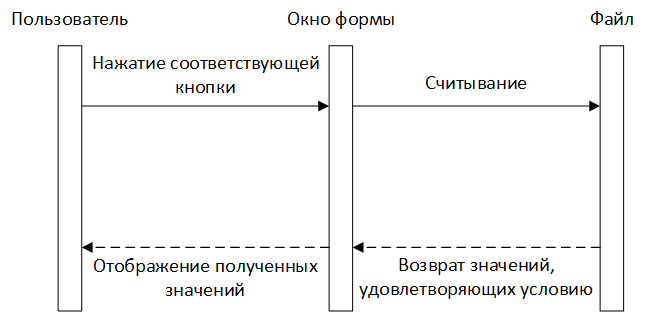 Пользователь
Окно формы
Файл
Нажатие соответствующей
кнопки
Считывание
Отображение полученных
значений
Возврат значений,
удовлетворяющих условию